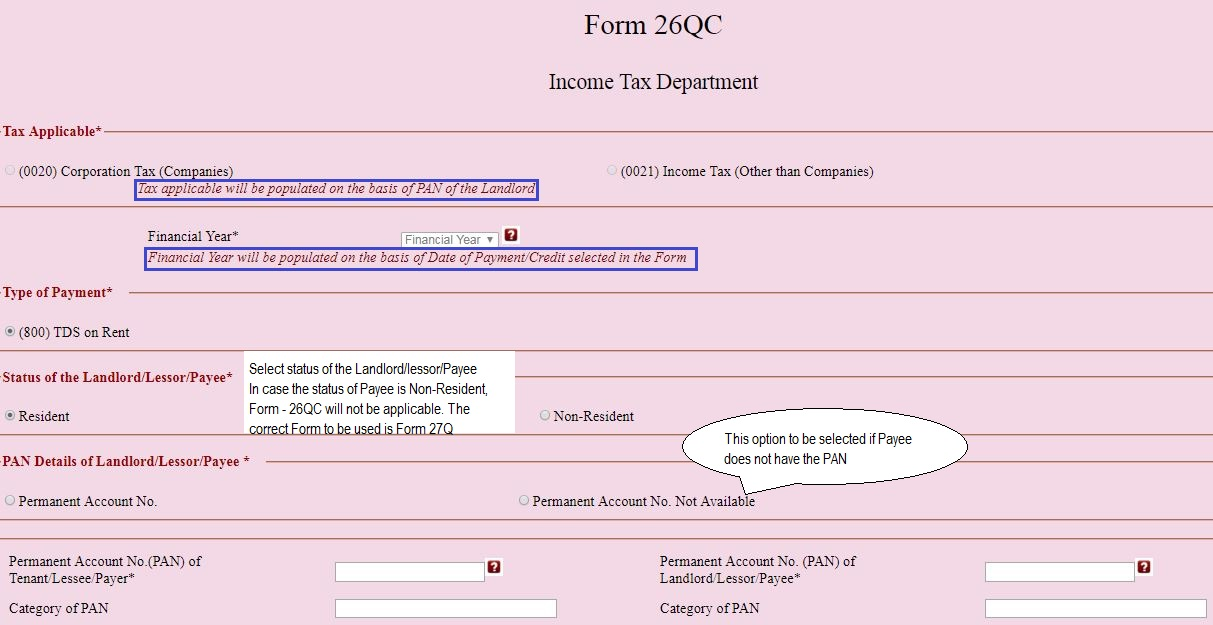 Form 26QC
Income Tax Department
Tax Applicable*
(0020) Corporation Tax (Companies)
(0021) Income Tax (Other than Companies)
Tax applicable will be populated on the basis of PAN of the Landlord
Financial Year*
Financial Year
?
Financial Year will be populated on the basis of Date of Payment/Credit selected in the Form
Type of Payment*
(800) TDS on Rent
Status of the Landlord/Lessor/Payee*
Select status of the Landlord/lessor/Payee
In case the status of Payee is Non-Resident,
Form - 26QC will not be applicable. The
correct Form to be used is Form 27Q
Resident
Non-Resident
This option to be selected if Payee
does not have the PAN
PAN Details of Landlord/Lessor/Payee *
Permanent Account No.
Permanent Account No. Not Available
Permanent Account No.(PAN) of
Tenant/Lessee/Payer*
?
Permanent Account No. (PAN) of
Landlord/Lessor/Payee*
?
Category of PAN
Category of PAN